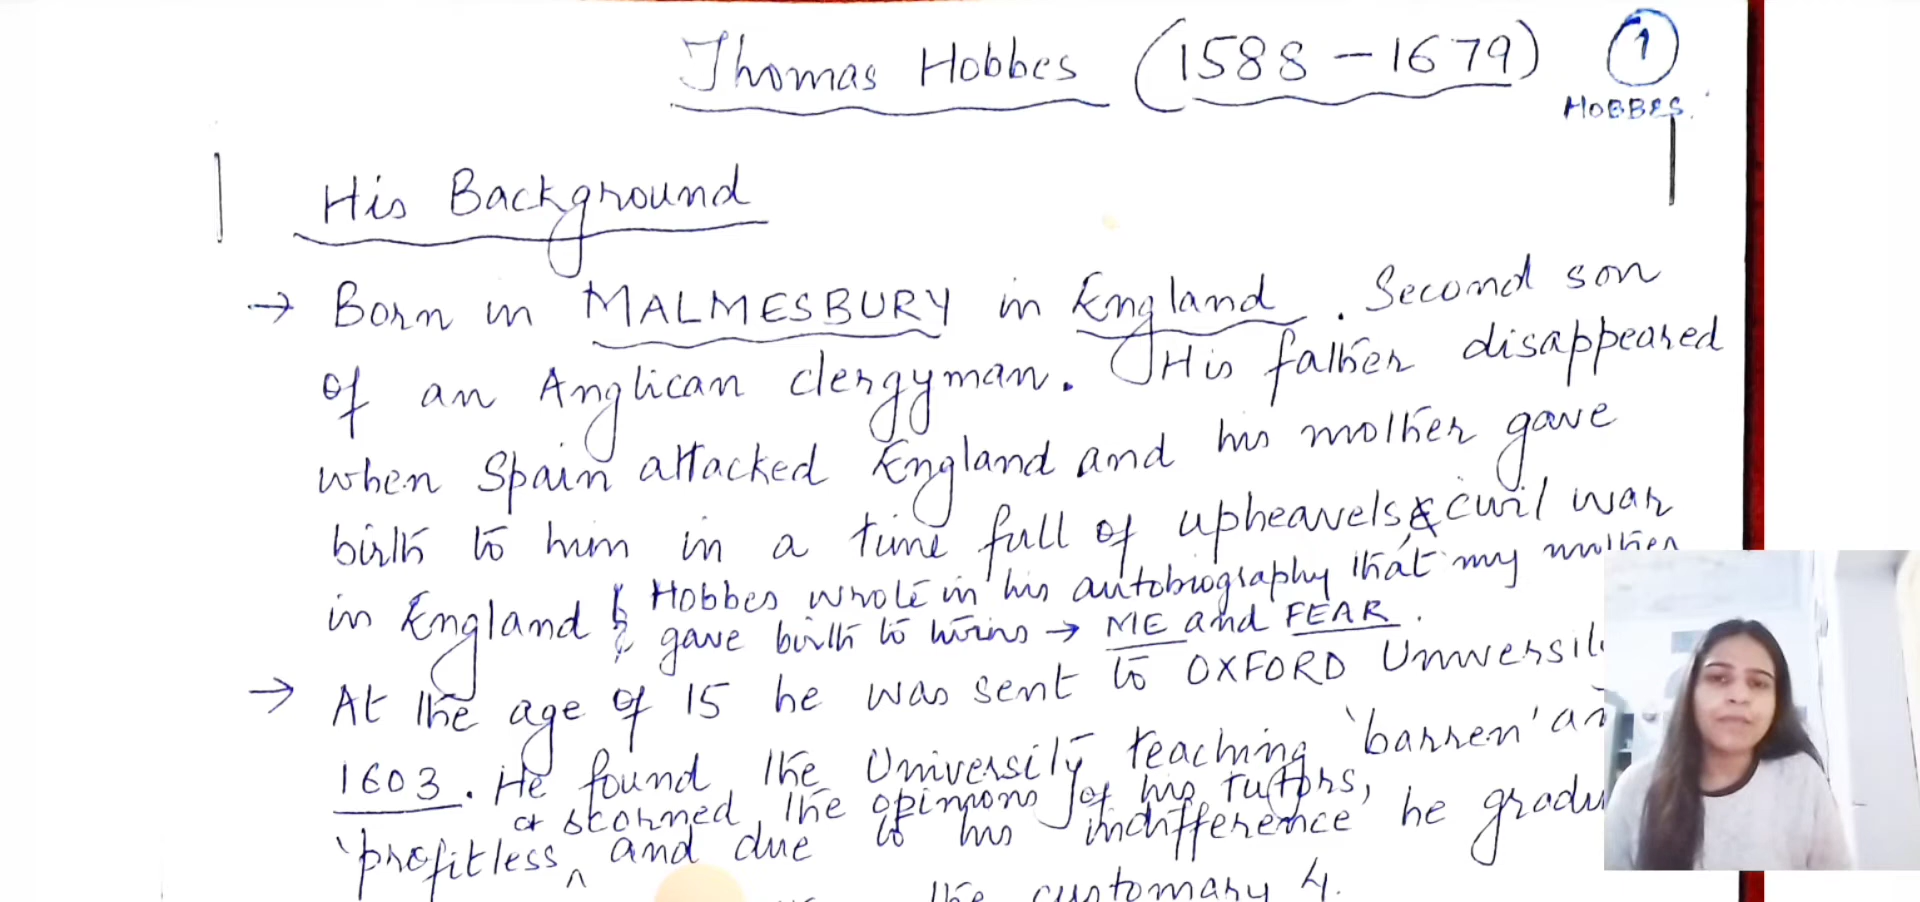 Thomas Hobbes (1588 - 1679)
1
HOBBES.
His Background
→ Born in MALMESBURY in England. Second son
of an Anglican clergyman. His father disappeared
when Spain attacked England and his mother gave
birth to him in a time full of upheavels & civil war
in England & Hobbes wrote in his autobiography that my mother
gave birth to twins → ME and FEAR.
→ At the age of 15 he was sent to OXFORD Universit
1603. He found the University teaching 'barren' an
'profitless ^ or scorned the opinions of his tutors,
and due to his indifference he gradu
the customary 4.